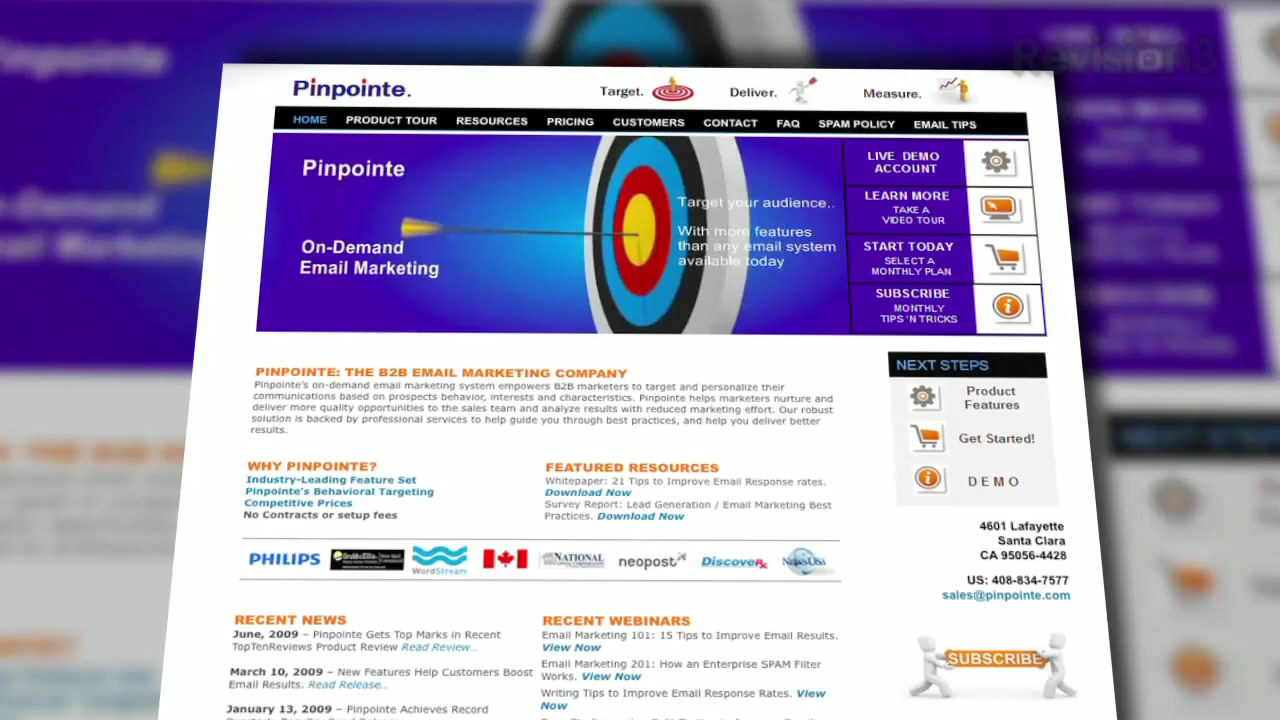 Revision3
Pinpointe.
Target.
Deliver.
Measure.
HOME PRODUCT TOUR RESOURCES PRICING CUSTOMERS CONTACT FAQ SPAM POLICY EMAIL TIPS
Pinpointe
On-Demand
Email Marketing
Target your audience..
With more features
than any email system
available today
LIVE DEMO
ACCOUNT
LEARN MORE
TAKE A
VIDEO TOUR
START TODAY
SELECT A
MONTHLY PLAN
SUBSCRIBE
MONTHLY
TIPS 'N TRICKS
PINPOINTE: THE B2B EMAIL MARKETING COMPANY
Pinpointe's on-demand email marketing system empowers B2B marketers to target and personalize their
communications based on prospects behavior, interests and characteristics. Pinpointe helps marketers nurture and
deliver more quality opportunities to the sales team and analyze results with reduced marketing effort. Our robust
solution is backed by professional services to help guide you through best practices, and help you deliver better
results.
WHY PINPOINTE?
Industry-Leading Feature Set
Pinpointe's Behavioral Targeting
Competitive Prices
No Contracts or setup fees
FEATURED RESOURCES
Whitepaper: 21 Tips to Improve Email Response rates.
Download Now
Survey Report: Lead Generation / Email Marketing Best
Practices. Download Now
PHILIPS
WordStream
NATIONAL
neopost
DISCOVERx
NewsUSA
RECENT NEWS
June, 2009 – Pinpointe Gets Top Marks in Recent
TopTenReviews Product Review Read Review...
March 10, 2009 – New Features Help Customers Boost
Email Results. Read Release..
January 13, 2009 – Pinpointe Achieves Record
RECENT WEBINARS
Email Marketing 101: 15 Tips to Improve Email Results.
View Now
Email Marketing 201: How an Enterprise SPAM Filter
Works. View Now
Writing Tips to Improve Email Response Rates. View
Now
NEXT STEPS
Product
Features
Get Started!
DEMO
4601 Lafayette
Santa Clara
CA 95056-4428
US: 408-834-7577
sales@pinpointe.com
SUBSCRIBE